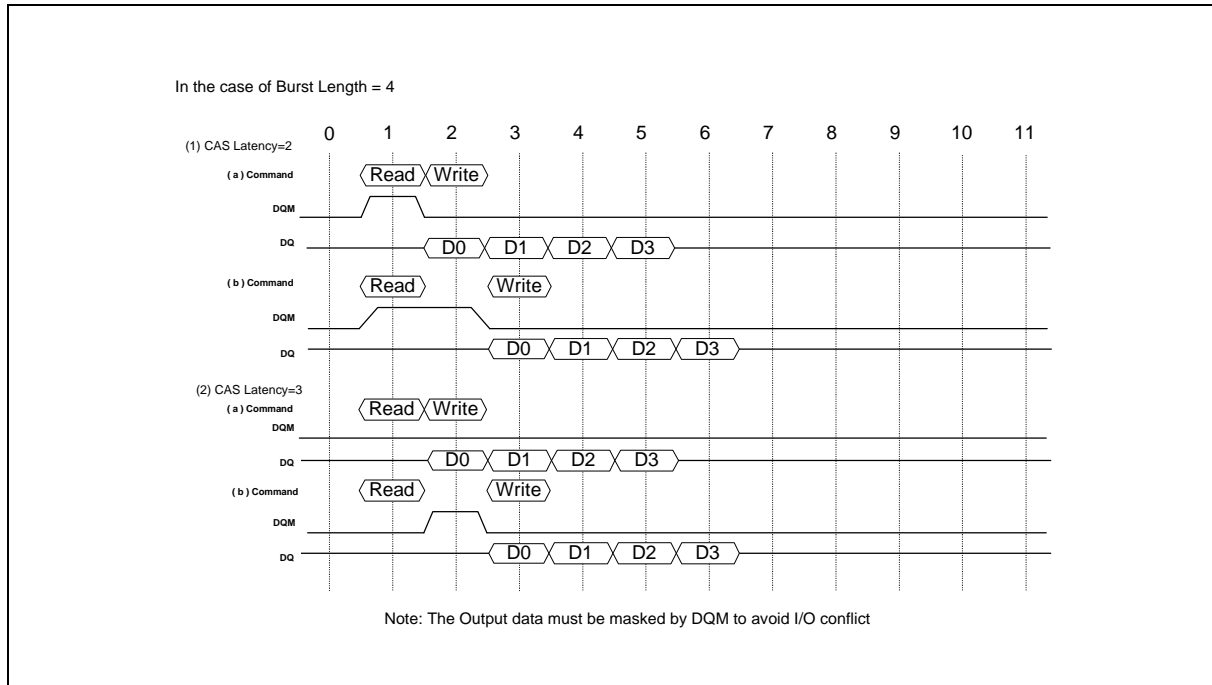 In the case of Burst Length = 4
0 1 2 3 4 5 6 7 8 9 10 11
(1) CAS Latency=2
( a ) Command Read Write
DQM
DQ D0 D1 D2 D3
( b ) Command Read Write
DQM
DQ D0 D1 D2 D3
(2) CAS Latency=3
( a ) Command Read Write
DQM
DQ D0 D1 D2 D3
( b ) Command Read Write
DQM
DQ D0 D1 D2 D3
Note: The Output data must be masked by DQM to avoid I/O conflict